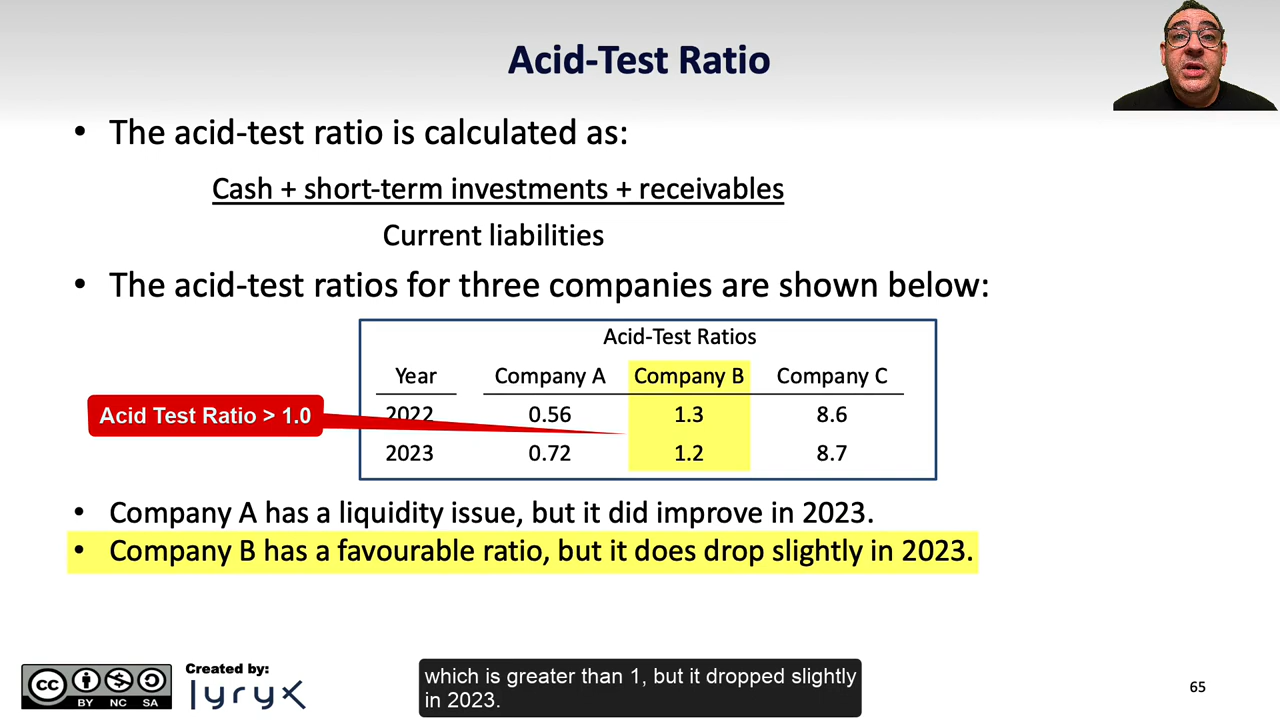 Acid-Test Ratio
• The acid-test ratio is calculated as:
Cash + short-term investments + receivables
Current liabilities
• The acid-test ratios for three companies are shown below:
Acid-Test Ratios
Year Company A Company B Company C
Acid Test Ratio > 1.0
2022 0.56 1.3 8.6
2023 0.72 1.2 8.7
• Company A has a liquidity issue, but it did improve in 2023.
• Company B has a favourable ratio, but it does drop slightly in 2023.
cc BY NC SA
Created by:
lyryx
which is greater than 1, but it dropped slightly
in 2023.
65